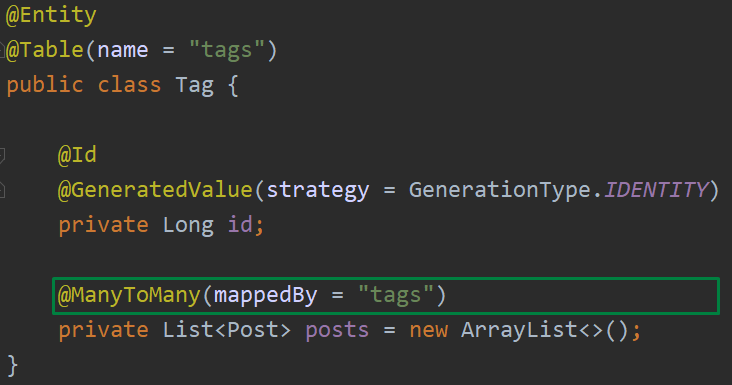 @Entity
@Table(name = "tags")
public class Tag {
@Id
@GeneratedValue(strategy = GenerationType.IDENTITY)
private Long id;
@ManyToMany(mappedBy = "tags")
private List<Post> posts = new ArrayList<>();
}